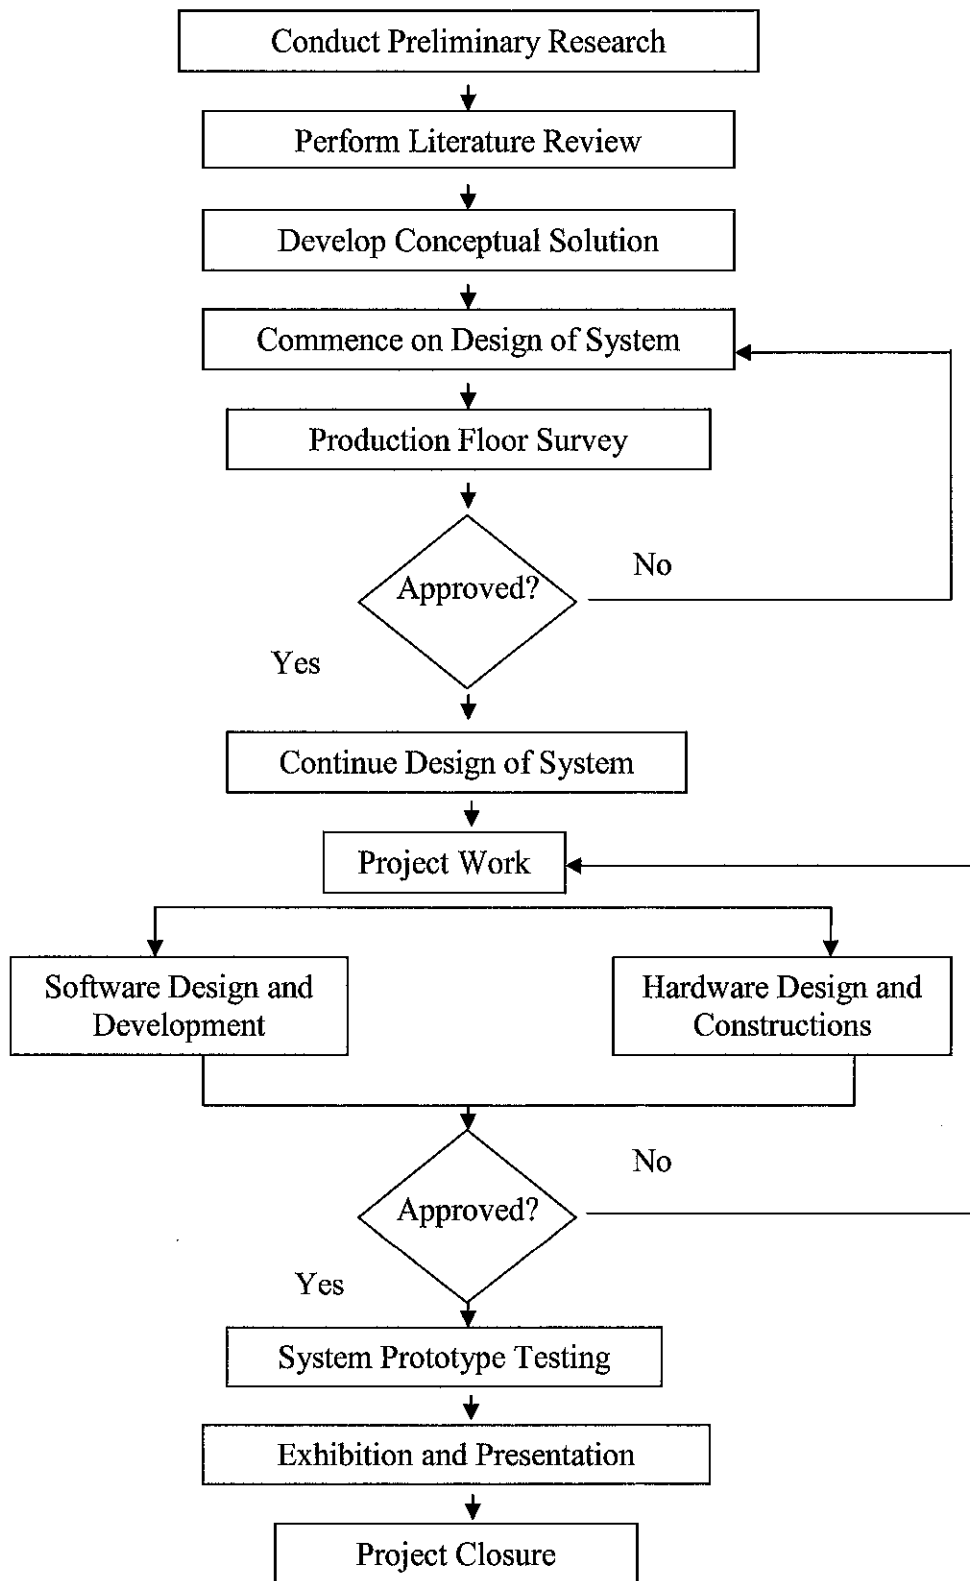 Conduct Preliminary Research
Perform Literature Review
Develop Conceptual Solution
Commence on Design of System
Production Floor Survey
Approved?
No
Yes
Continue Design of System
Project Work
Software Design and
Development
Hardware Design and
Constructions
Approved?
No
Yes
System Prototype Testing
Exhibition and Presentation
Project Closure